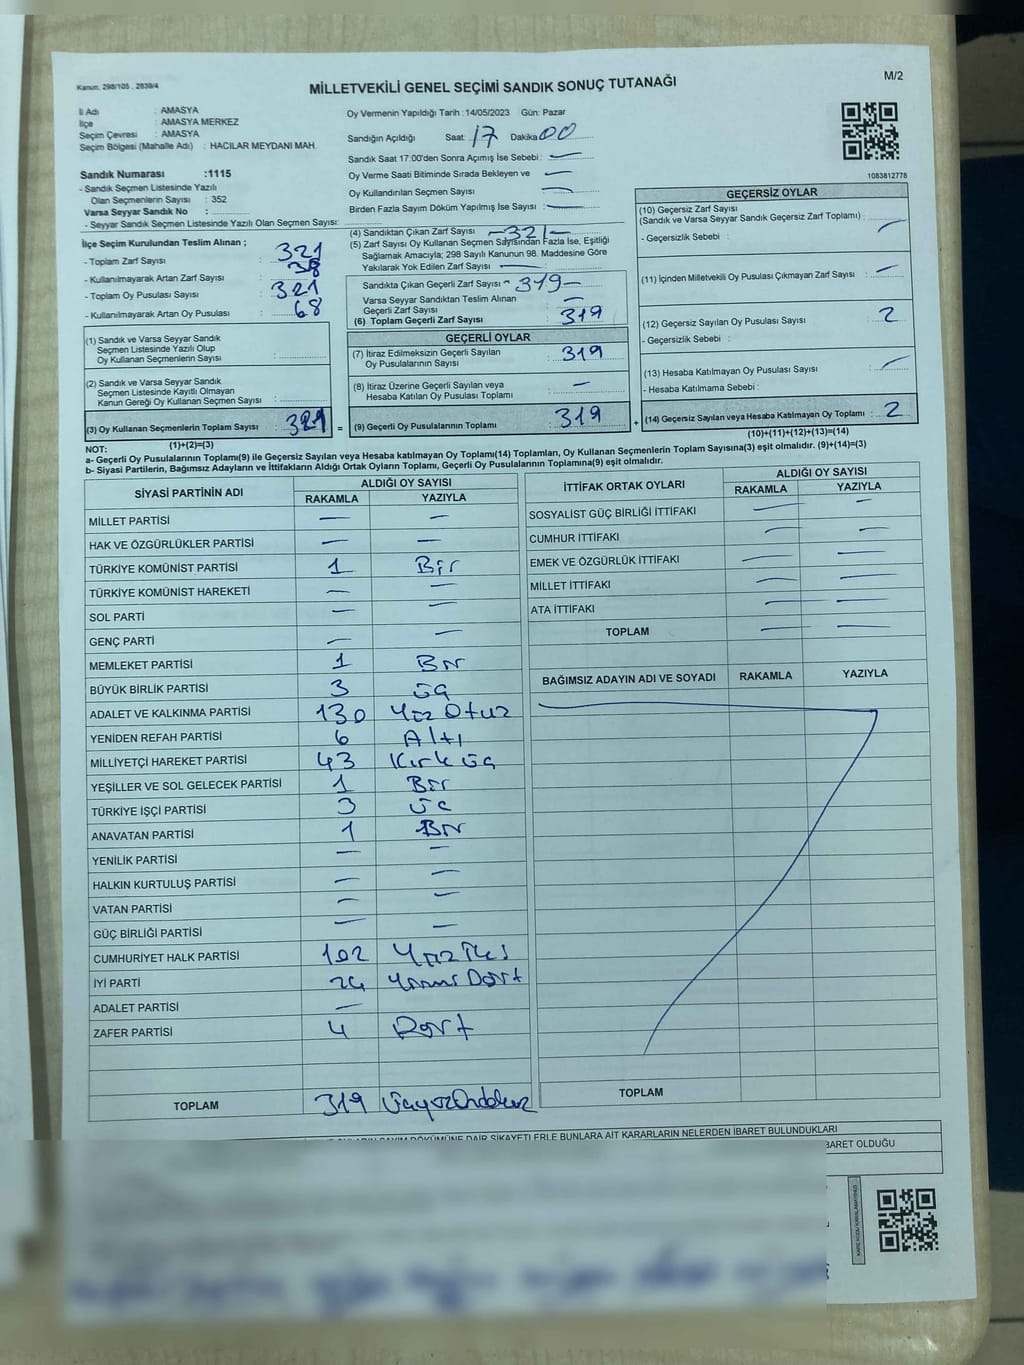 Kanun: 298/105 , 2839/4
MİLLETVEKİLİ GENEL SEÇİMİ SANDIK SONUÇ TUTANAĞI
M/2
İl Adı : AMASYA
İlçe : AMASYA MERKEZ
Seçim Çevresi : AMASYA
Seçim Bölgesi (Mahalle Adı) : HACILAR MEYDANI MAH.
Sandık Numarası :1115
- Sandık Seçmen Listesinde Yazılı
Olan Seçmenlerin Sayısı : 352
Varsa Seyyar Sandık No :
- Seyyar Sandık Seçmen Listesinde Yazılı Olan Seçmen Sayısı:
Oy Vermenin Yapıldığı Tarih : 14/05/2023 Gün: Pazar
Sandığın Açıldığı Saat: 17 Dakika 00
Sandık Saat 17.00'den Sonra Açımış İse Sebebi : —
Oy Verme Saati Bitiminde Sırada Bekleyen ve —
Oy Kullandırılan Seçmen Sayısı —
Birden Fazla Sayım Döküm Yapılmış İse Sayısı : —
1083812778
İlçe Seçim Kurulundan Teslim Alınan ;
- Toplam Zarf Sayısı : 321
- Kullanılmayarak Artan Zarf Sayısı : 38
- Toplam Oy Pusulası Sayısı : 321
- Kullanılmayarak Artan Oy Pusulası : 68
(4) Sandıktan Çıkan Zarf Sayısı : —321—
(5) Zarf Sayısı Oy Kullanan Seçmen Sayısından Fazla İse, Eşitliği
Sağlamak Amacıyla; 298 Sayılı Kanunun 98. Maddesine Göre
Yakılarak Yok Edilen Zarf Sayısı : —
Sandıkta Çıkan Geçerli Zarf Sayısı - 319—
Varsa Seyyar Sandıktan Teslim Alınan
Geçerli Zarf Sayısı : —
(6) Toplam Geçerli Zarf Sayısı : 319
GEÇERSİZ OYLAR
(10) Geçersiz Zarf Sayısı
(Sandık ve Varsa Seyyar Sandık Geçersiz Zarf Toplamı) : —
- Geçersizlik Sebebi :
(11) İçinden Milletvekili Oy Pusulası Çıkmayan Zarf Sayısı : —
(12) Geçersiz Sayılan Oy Pusulası Sayısı : 2
- Geçersizlik Sebebi :
(13) Hesaba Katılmayan Oy Pusulası Sayısı : —
- Hesaba Katılmama Sebebi :
(14) Geçersiz Sayılan veya Hesaba Katılmayan Oy Toplamı : 2
(10)+(11)+(12)+(13)=(14)
(1) Sandık ve Varsa Seyyar Sandık
Seçmen Listesinde Yazılı Olup
Oy Kullanan Seçmenlerin Sayısı :
(2) Sandık ve Varsa Seyyar Sandık
Seçmen Listesinde Kayıtlı Olmayan
Kanun Gereği Oy Kullanan Seçmen Sayısı :
(3) Oy Kullanan Seçmenlerin Toplam Sayısı : 321 =
(1)+(2)=(3)
GEÇERLİ OYLAR
(7) İtiraz Edilmeksizin Geçerli Sayılan
Oy Pusulalarının Sayısı : 319
(8) İtiraz Üzerine Geçerli Sayılan veya
Hesaba Katılan Oy Pusulası Toplamı : —
(9) Geçerli Oy Pusulalarının Toplamı : 319 +
NOT:
a- Geçerli Oy Pusulalarının Toplamı(9) ile Geçersiz Sayılan veya Hesaba katılmayan Oy Toplamı(14) Toplamları, Oy Kullanan Seçmenlerin Toplam Sayısına(3) eşit olmalıdır. (9)+(14)=(3)
b- Siyasi Partilerin, Bağımsız Adayların ve İttifakların Aldığı Ortak Oyların Toplamı, Geçerli Oy Pusulalarının Toplamına(9) eşit olmalıdır.
SİYASİ PARTİNİN ADI ALDIĞI OY SAYISI
RAKAMLA YAZIYLA
MİLLET PARTİSİ — —
HAK VE ÖZGÜRLÜKLER PARTİSİ — —
TÜRKİYE KOMÜNİST PARTİSİ 1 Bir
TÜRKİYE KOMÜNİST HAREKETİ — —
SOL PARTİ — —
GENÇ PARTİ — —
MEMLEKET PARTİSİ 1 Bir
BÜYÜK BİRLİK PARTİSİ 3 üç
ADALET VE KALKINMA PARTİSİ 130 Yüz Otuz
YENİDEN REFAH PARTİSİ 6 Altı
MİLLİYETÇİ HAREKET PARTİSİ 43 Kırk üç
YEŞİLLER VE SOL GELECEK PARTİSİ 1 Bir
TÜRKİYE İŞÇİ PARTİSİ 3 üç
ANAVATAN PARTİSİ 1 Bir
YENİLİK PARTİSİ — —
HALKIN KURTULUŞ PARTİSİ — —
VATAN PARTİSİ — —
GÜÇ BİRLİĞİ PARTİSİ — —
CUMHURİYET HALK PARTİSİ 102 Yüz İki
İYİ PARTİ 24 Yirmi Dört
ADALET PARTİSİ —
ZAFER PARTİSİ 4 Dört
TOPLAM 319 Üçyüz Ondokuz
İTTİFAK ORTAK OYLARI ALDIĞI OY SAYISI
RAKAMLA YAZIYLA
SOSYALİST GÜÇ BİRLİĞİ İTTİFAKI — —
CUMHUR İTTİFAKI — —
EMEK VE ÖZGÜRLÜK İTTİFAKI — —
MİLLET İTTİFAKI — —
ATA İTTİFAKI — —
TOPLAM — —
BAĞIMSIZ ADAYIN ADI VE SOYADI RAKAMLA YAZIYLA
TOPLAM
SAYIM DÖKÜMÜNE DAİR ŞİKAYETLERLE BUNLARA AİT KARARLARIN NELERDEN İBARET BULUNDUKLARI
İBARET OLDUĞU